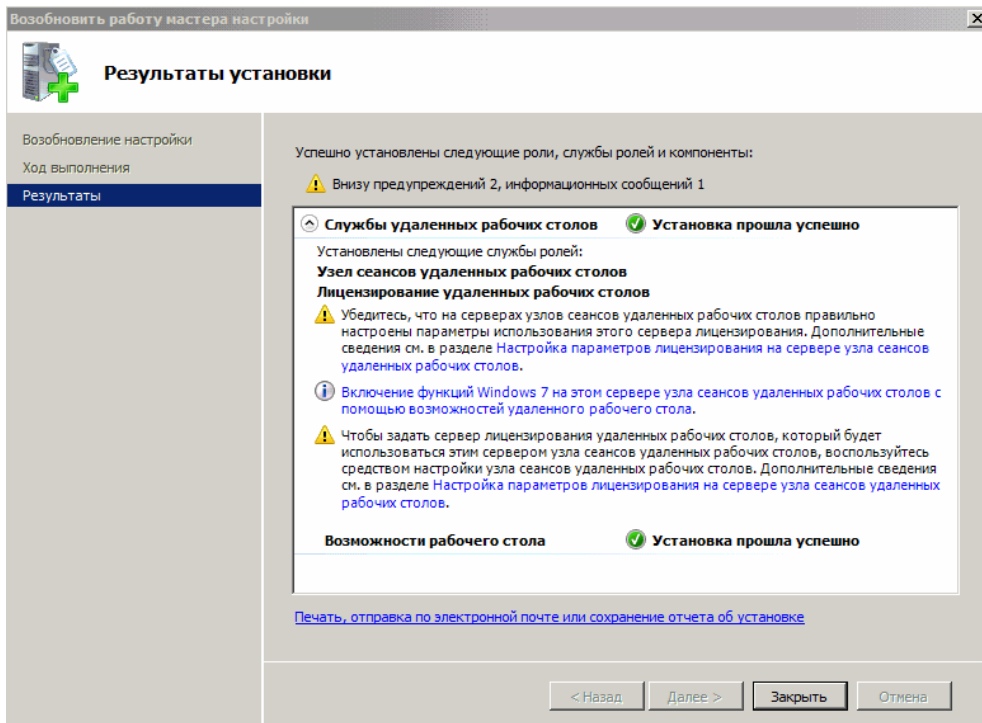 Возобновить работу мастера настройки
Результаты установки
Возобновление настройки
Ход выполнения
Результаты
Успешно установлены следующие роли, службы ролей и компоненты:
Внизу предупреждений 2, информационных сообщений 1
Службы удаленных рабочих столов Установка прошла успешно
Установлены следующие службы ролей:
Узел сеансов удаленных рабочих столов
Лицензирование удаленных рабочих столов
Убедитесь, что на серверах узлов сеансов удаленных рабочих столов правильно
настроены параметры использования этого сервера лицензирования. Дополнительные
сведения см. в разделе Настройка параметров лицензирования на сервере узла сеансов
удаленных рабочих столов.
Включение функций Windows 7 на этом сервере узла сеансов удаленных рабочих столов с
помощью возможностей удаленного рабочего стола.
Чтобы задать сервер лицензирования удаленных рабочих столов, который будет
использоваться этим сервером узла сеансов удаленных рабочих столов, воспользуйтесь
средством настройки узла сеансов удаленных рабочих столов. Дополнительные сведения
см. в разделе Настройка параметров лицензирования на сервере узла сеансов удаленных
рабочих столов.
Возможности рабочего стола Установка прошла успешно
Печать, отправка по электронной почте или сохранение отчета об установке
< Назад Далее > Закрыть Отмена